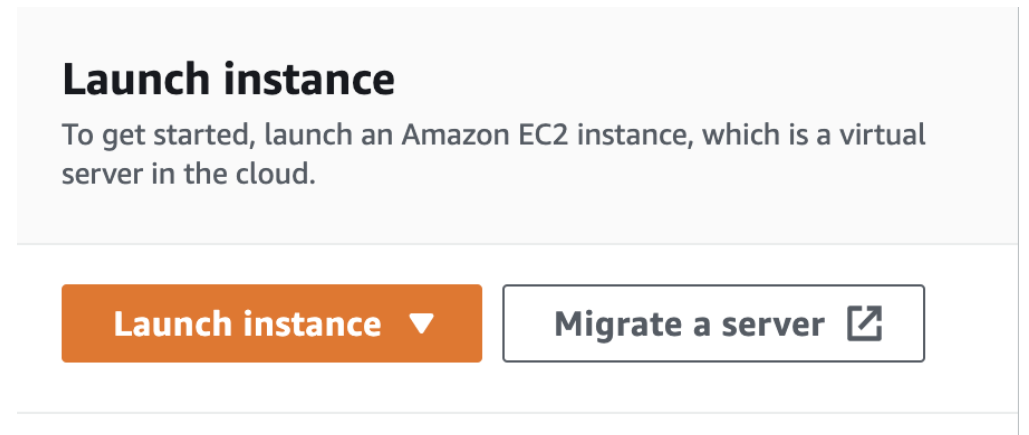 Launch instance
To get started, launch an Amazon EC2 instance, which is a virtual
server in the cloud.
Launch instance
Migrate a server